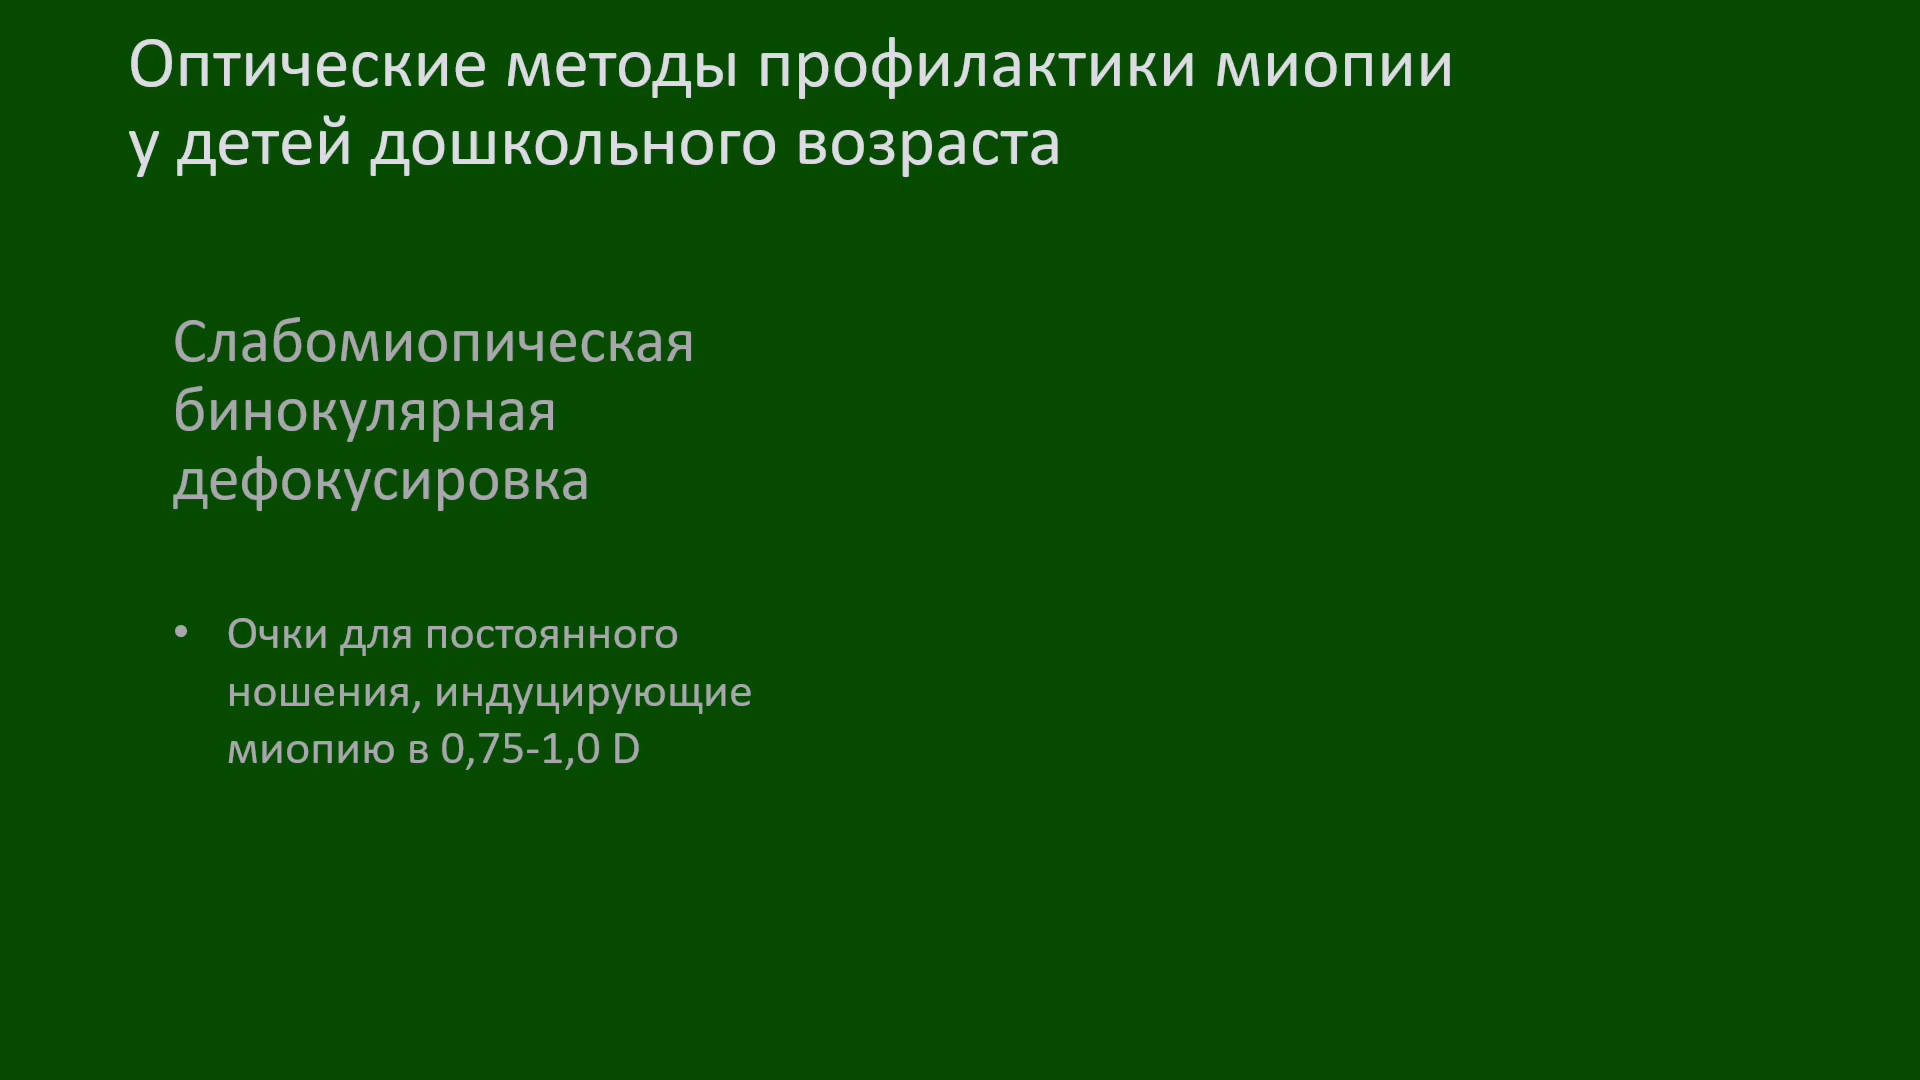 Оптические методы профилактики миопии
у детей дошкольного возраста
Слабомиопическая
бинокулярная
дефокусировка
• Очки для постоянного
ношения, индуцирующие
миопию в 0,75-1,0 D